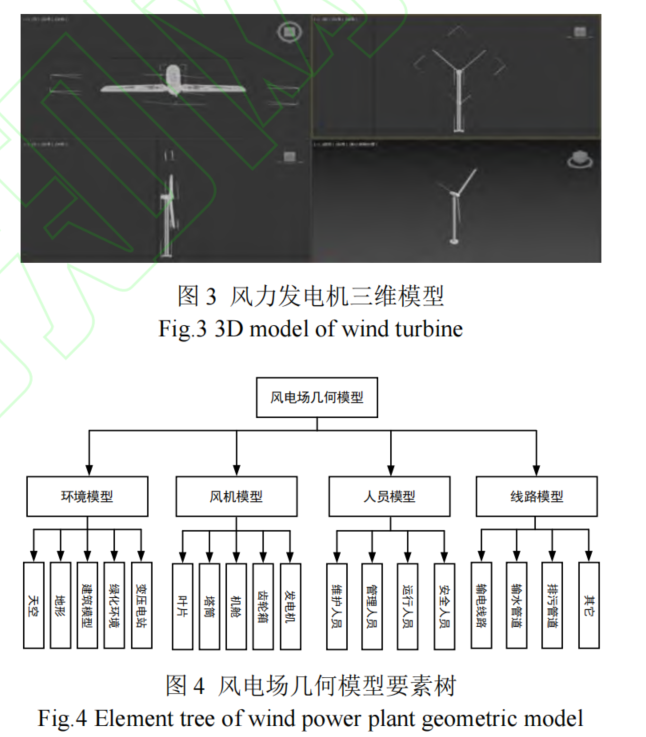 图 3 风力发电机三维模型
Fig.3 3D model of wind turbine
风电场几何模型
环境模型 风机模型 人员模型 线路模型
天空 地形 建筑模型 绿化环境 变压电站 叶片 塔筒 机舱 齿轮箱 发电机 维护人员 管理人员 运行人员 安全人员 输电线路 输水管道 排污管道 其它
图 4 风电场几何模型要素树
Fig.4 Element tree of wind power plant geometric model